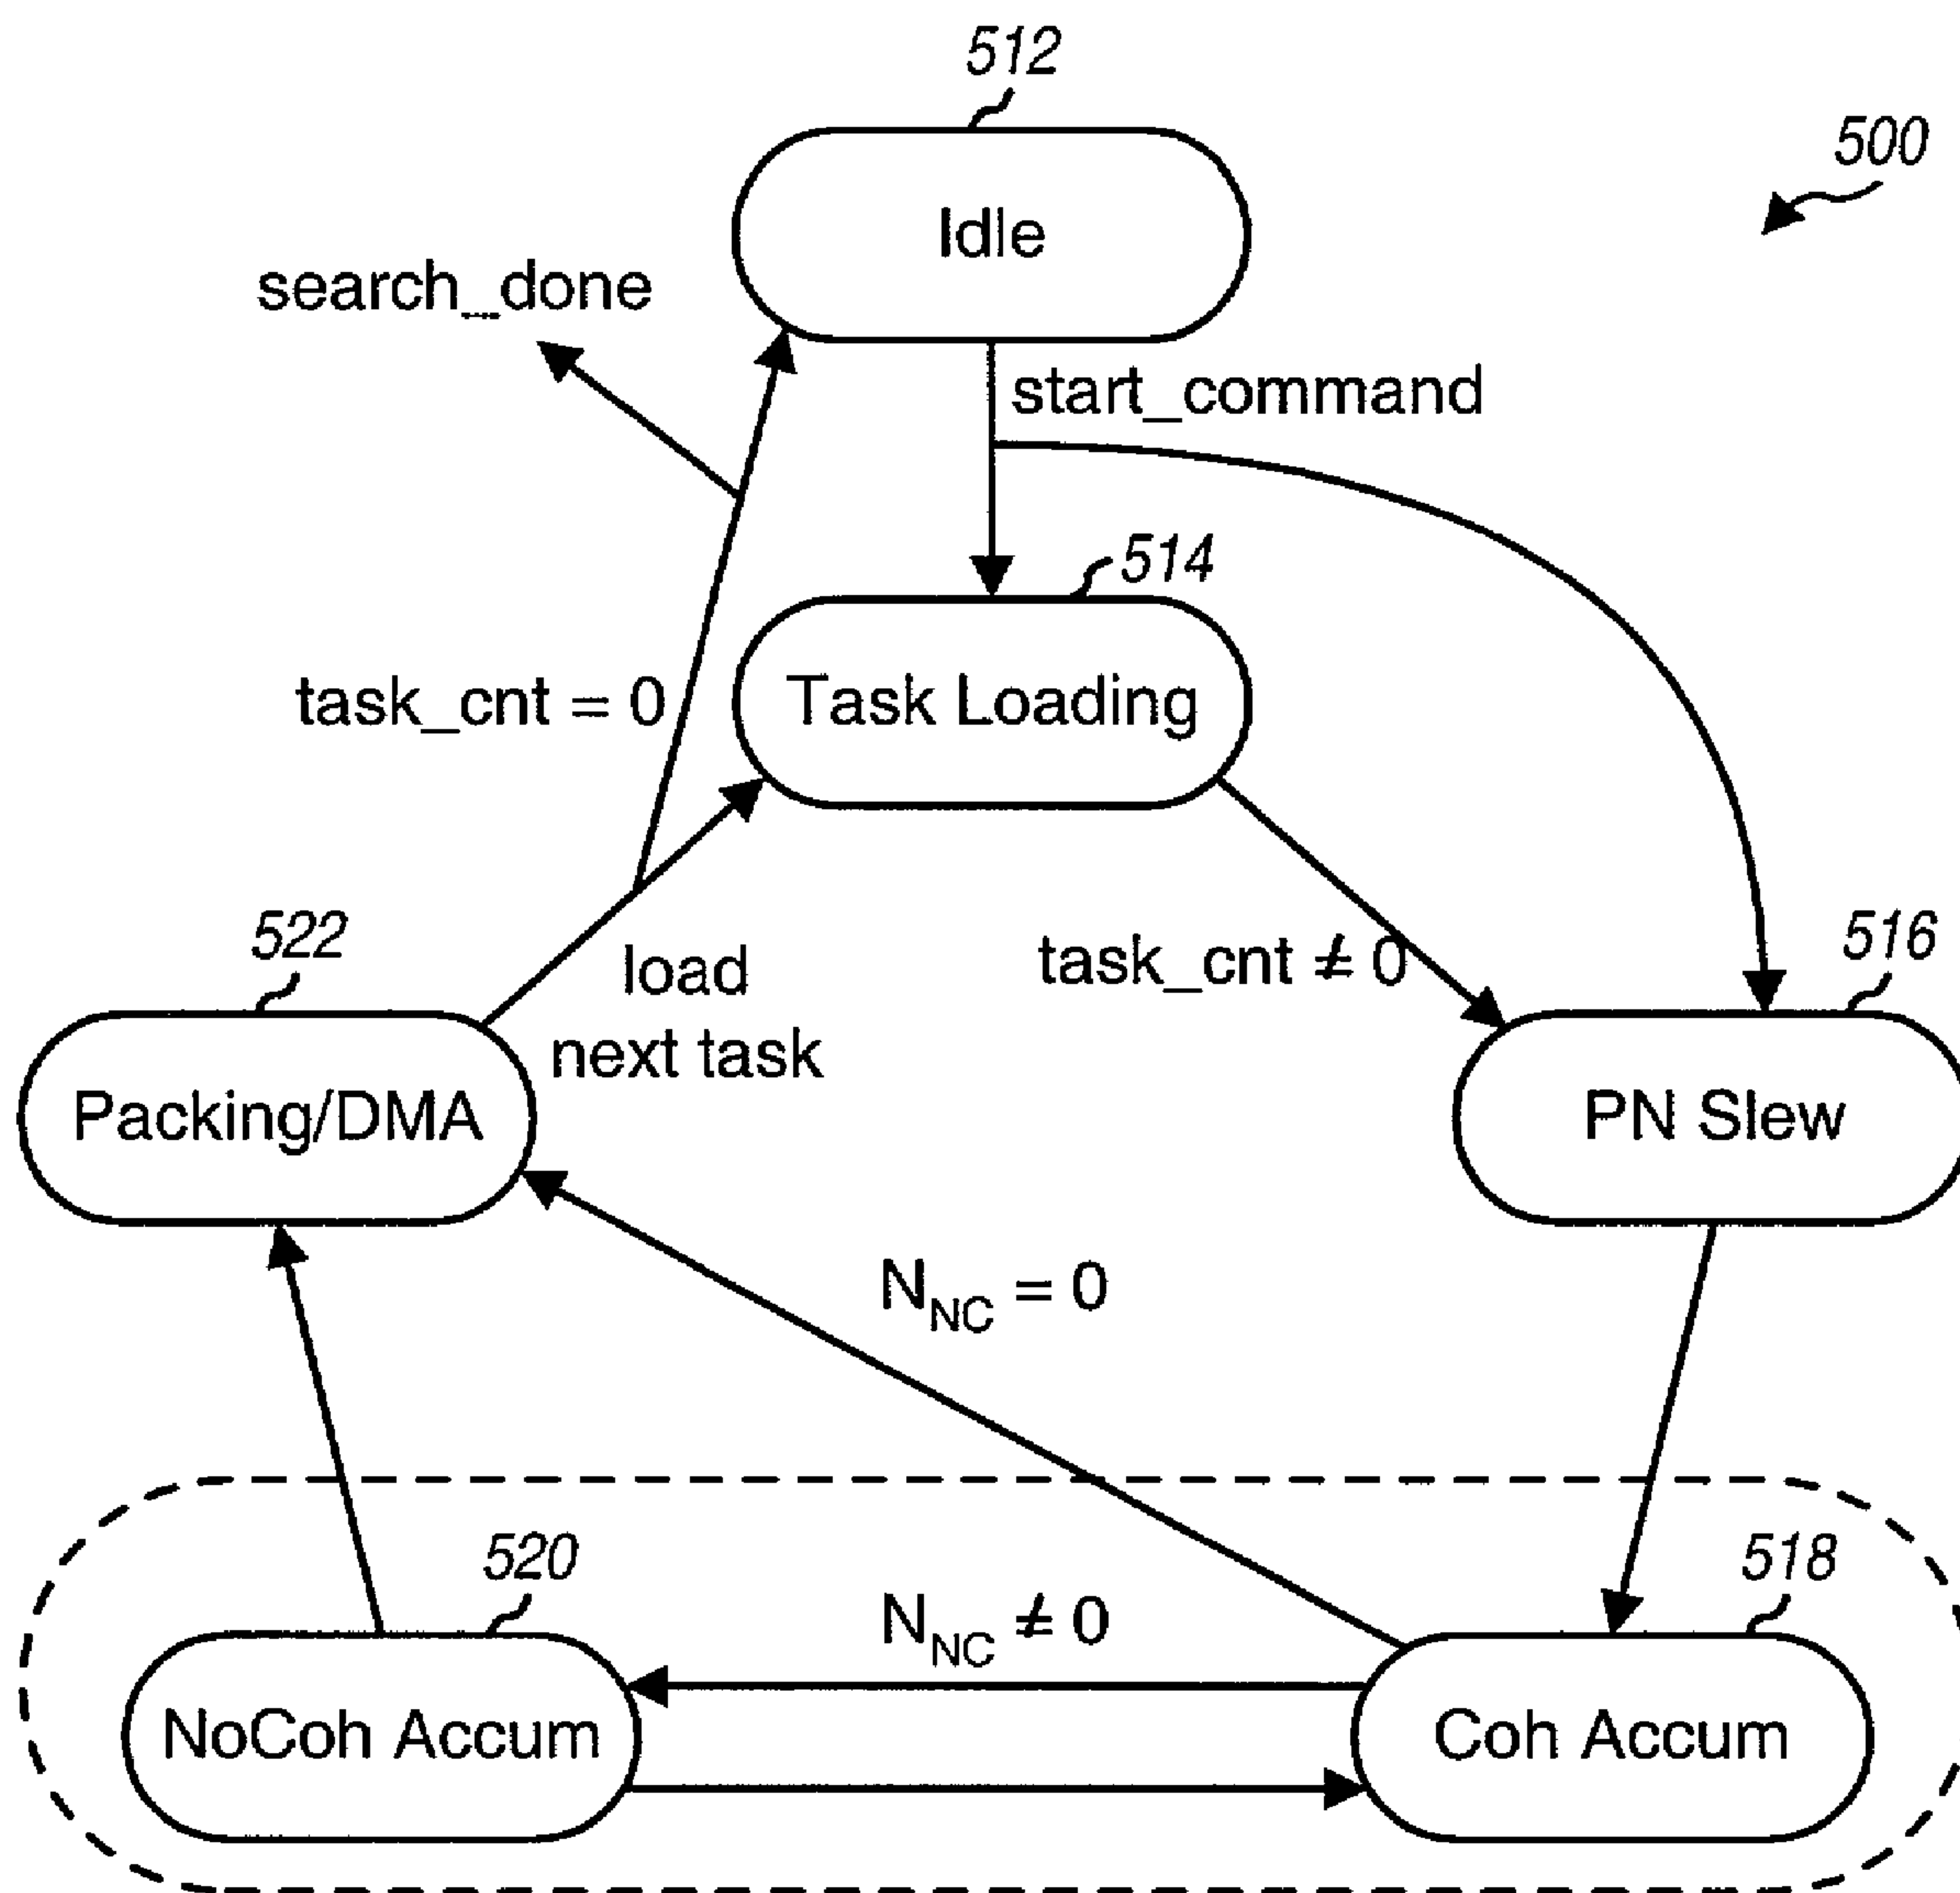 512
500
Idle
search_done
start_command
514
task_cnt = 0
Task Loading
522
load
next task
task_cnt ≠ 0
516
Packing/DMA
PN Slew
N_NC = 0
520
518
N_NC ≠ 0
NoCoh Accum
Coh Accum